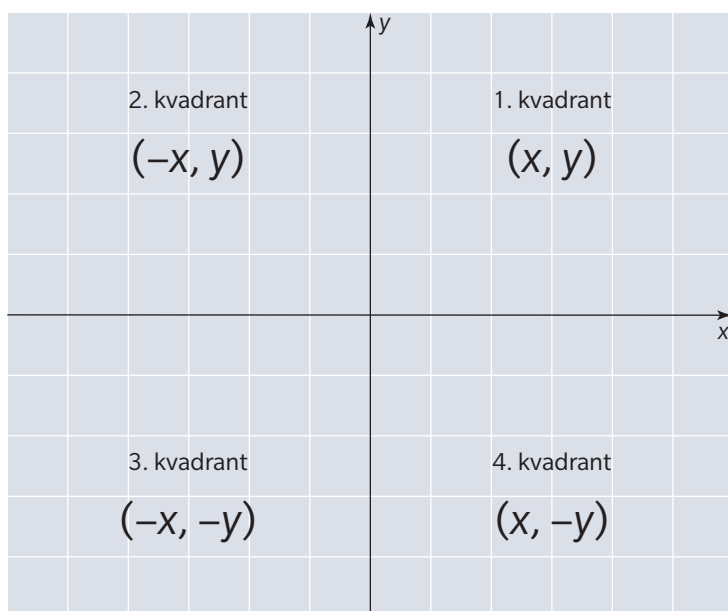 y
2. kvadrant
1. kvadrant
(–x, y)
(x, y)
x
3. kvadrant
4. kvadrant
(–x, –y)
(x, –y)